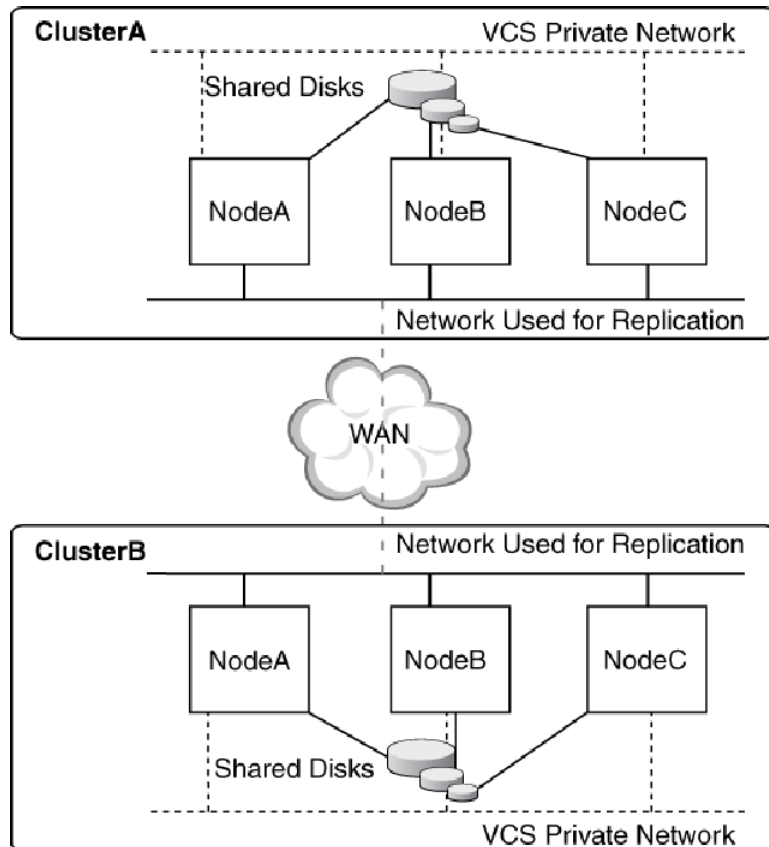 ClusterA
VCS Private Network
Shared Disks
NodeA
NodeB
NodeC
Network Used for Replication
WAN
ClusterB
Network Used for Replication
NodeA
NodeB
NodeC
Shared Disks
VCS Private Network